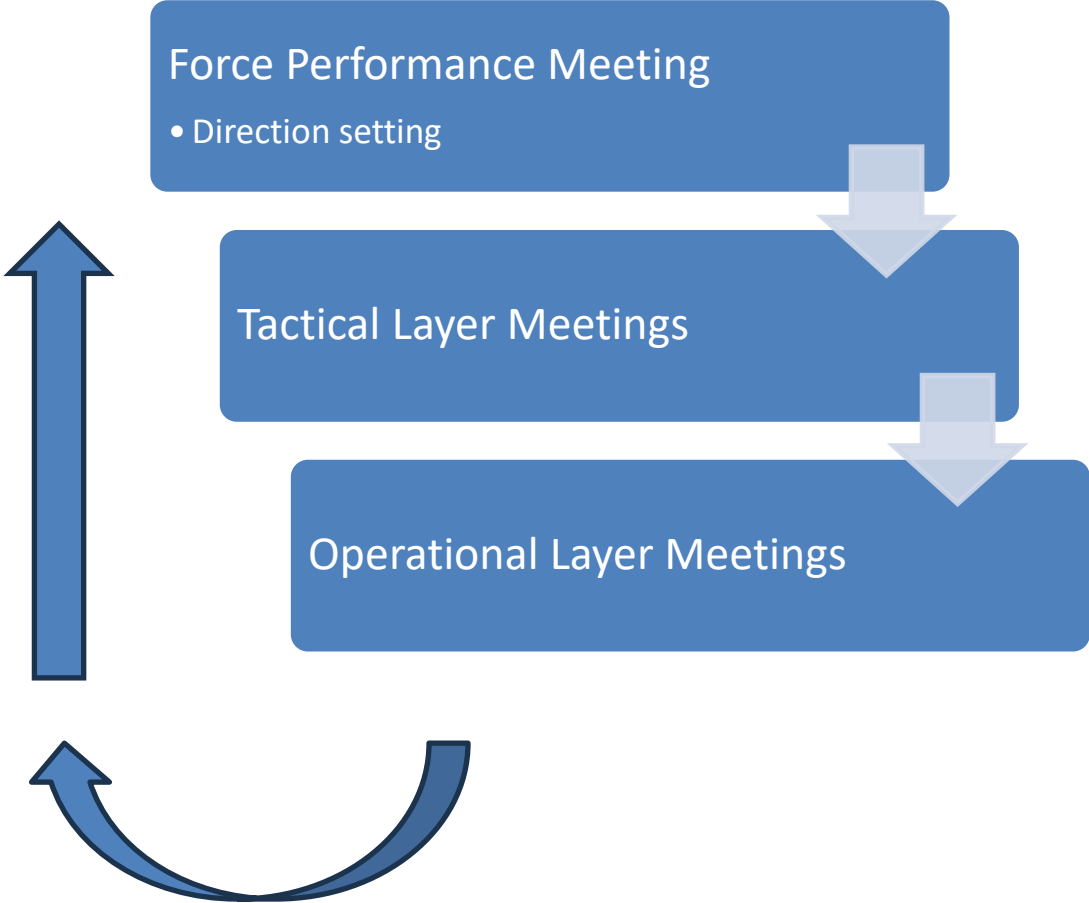 Force Performance Meeting
• Direction setting
Tactical Layer Meetings
Operational Layer Meetings